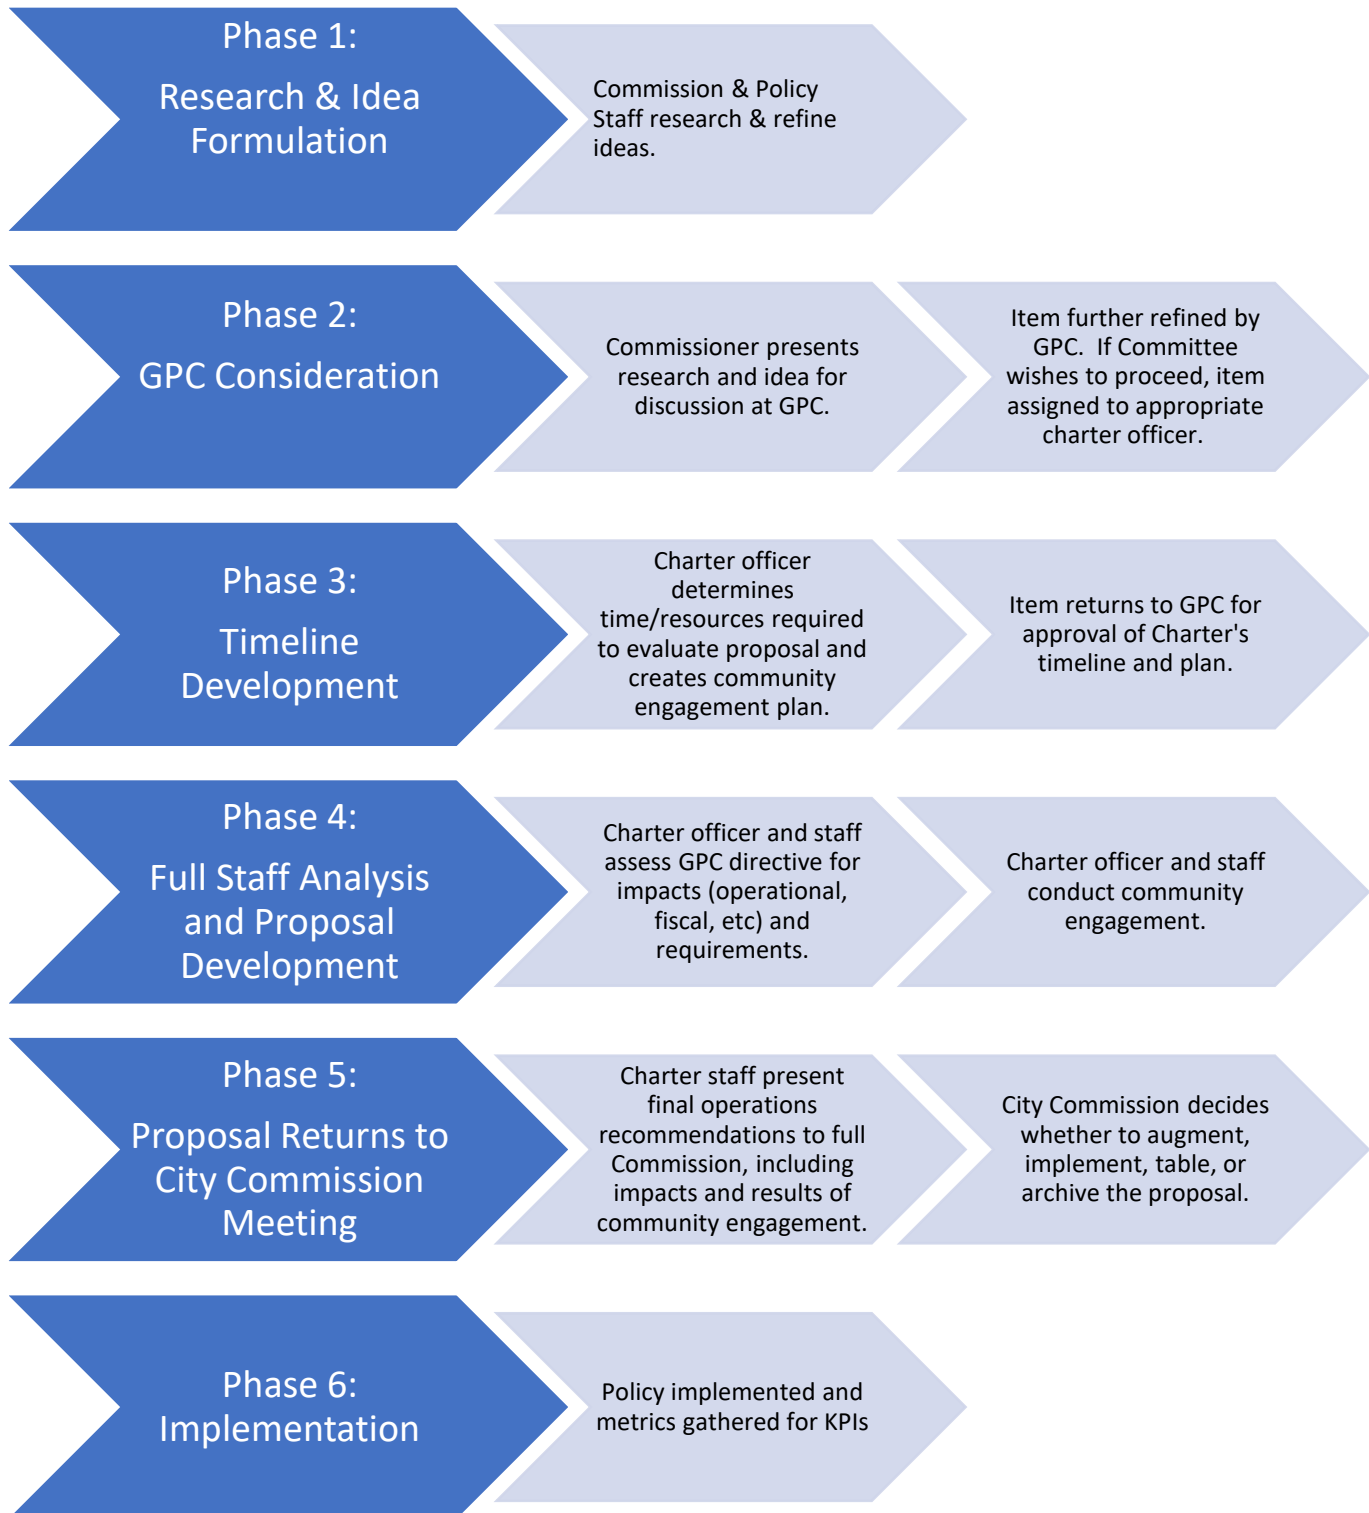 Phase 1:
Research & Idea
Formulation
Commission & Policy
Staff research & refine
ideas.
Phase 2:
GPC Consideration
Commissioner presents
research and idea for
discussion at GPC.
Item further refined by
GPC.  If Committee
wishes to proceed, item
assigned to appropriate
charter officer.
Phase 3:
Timeline
Development
Charter officer
determines
time/resources required
to evaluate proposal and
creates community
engagement plan.
Item returns to GPC for
approval of Charter's
timeline and plan.
Phase 4:
Full Staff Analysis
and Proposal
Development
Charter officer and staff
assess GPC directive for
impacts (operational,
fiscal, etc) and
requirements.
Charter officer and staff
conduct community
engagement.
Phase 5:
Proposal Returns to
City Commission
Meeting
Charter staff present
final operations
recommendations to full
Commission, including
impacts and results of
community engagement.
City Commission decides
whether to augment,
implement, table, or
archive the proposal.
Phase 6:
Implementation
Policy implemented and
metrics gathered for KPIs